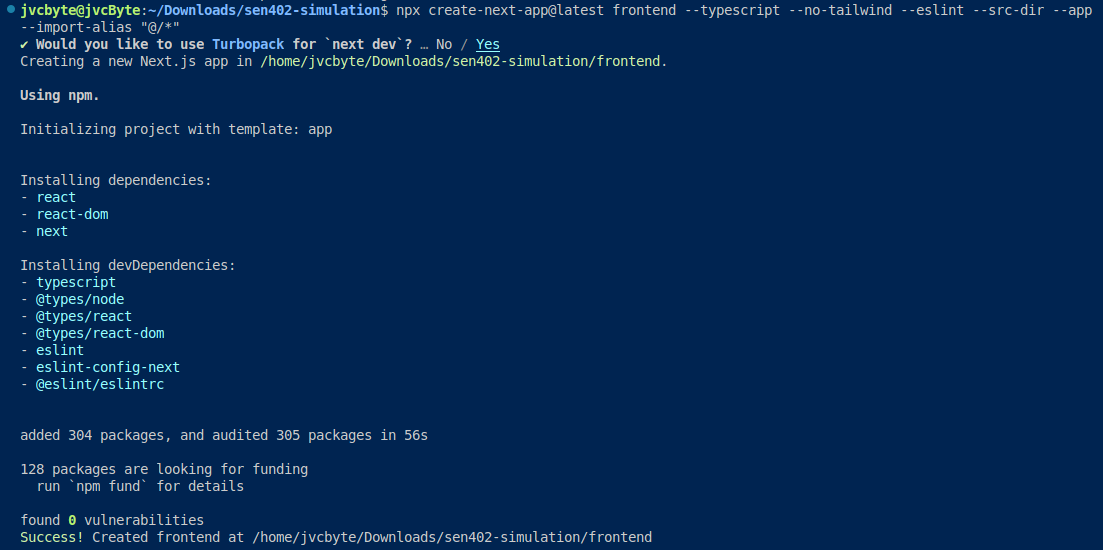 jvcbyte@jvcByte:~/Downloads/sen402-simulation$ npx create-next-app@latest frontend --typescript --no-tailwind --eslint --src-dir --app
--import-alias "@/*"
✔ Would you like to use Turbopack for `next dev`? … No / Yes
Creating a new Next.js app in /home/jvcbyte/Downloads/sen402-simulation/frontend.
Using npm.
Initializing project with template: app
Installing dependencies:
- react
- react-dom
- next
Installing devDependencies:
- typescript
- @types/node
- @types/react
- @types/react-dom
- eslint
- eslint-config-next
- @eslint/eslintrc
added 304 packages, and audited 305 packages in 56s
128 packages are looking for funding
  run `npm fund` for details
found 0 vulnerabilities
Success! Created frontend at /home/jvcbyte/Downloads/sen402-simulation/frontend